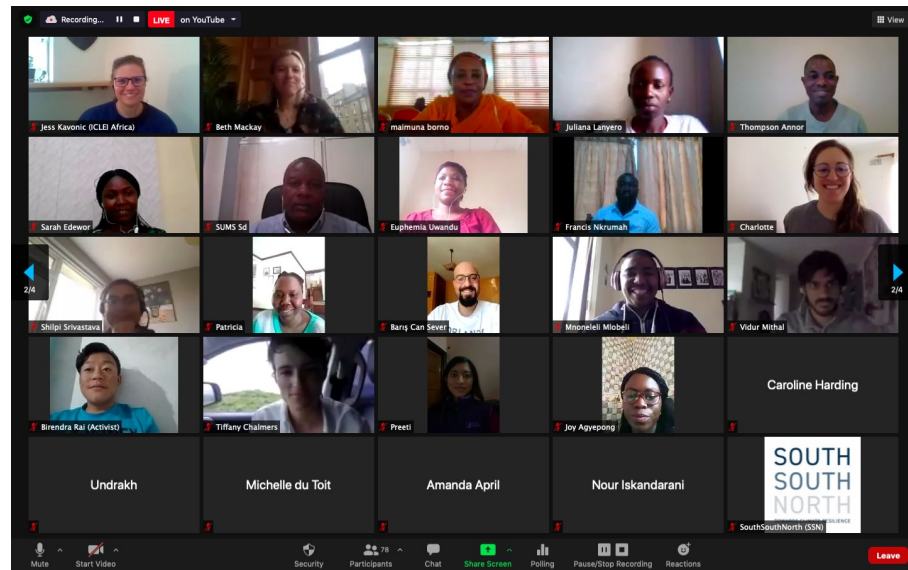 Recording...
LIVE
on YouTube
View
Jess Kavonic (ICLEI Africa)
Beth Mackay
maimuna borno
Juliana Lanyero
Thompson Annor
Sarah Edewor
SUMS Sd
Euphemia Uwandu
Francis Nkrumah
Charlotte
2/4
2/4
Shilpi Srivastava
Patricia
Barış Can Sever
Mnoneleli Mlobeli
Vidur Mithal
Birendra Rai (Activist)
Tiffany Chalmers
Preeti
Joy Agyepong
Caroline Harding
Undrakh
Michelle du Toit
Amanda April
Nour Iskandarani
SOUTH
SOUTH
NORTH
SouthSouthNorth (SSN)
Mute
Start Video
Security
78
Participants
Chat
Share Screen
Polling
Pause/Stop Recording
Reactions
Leave